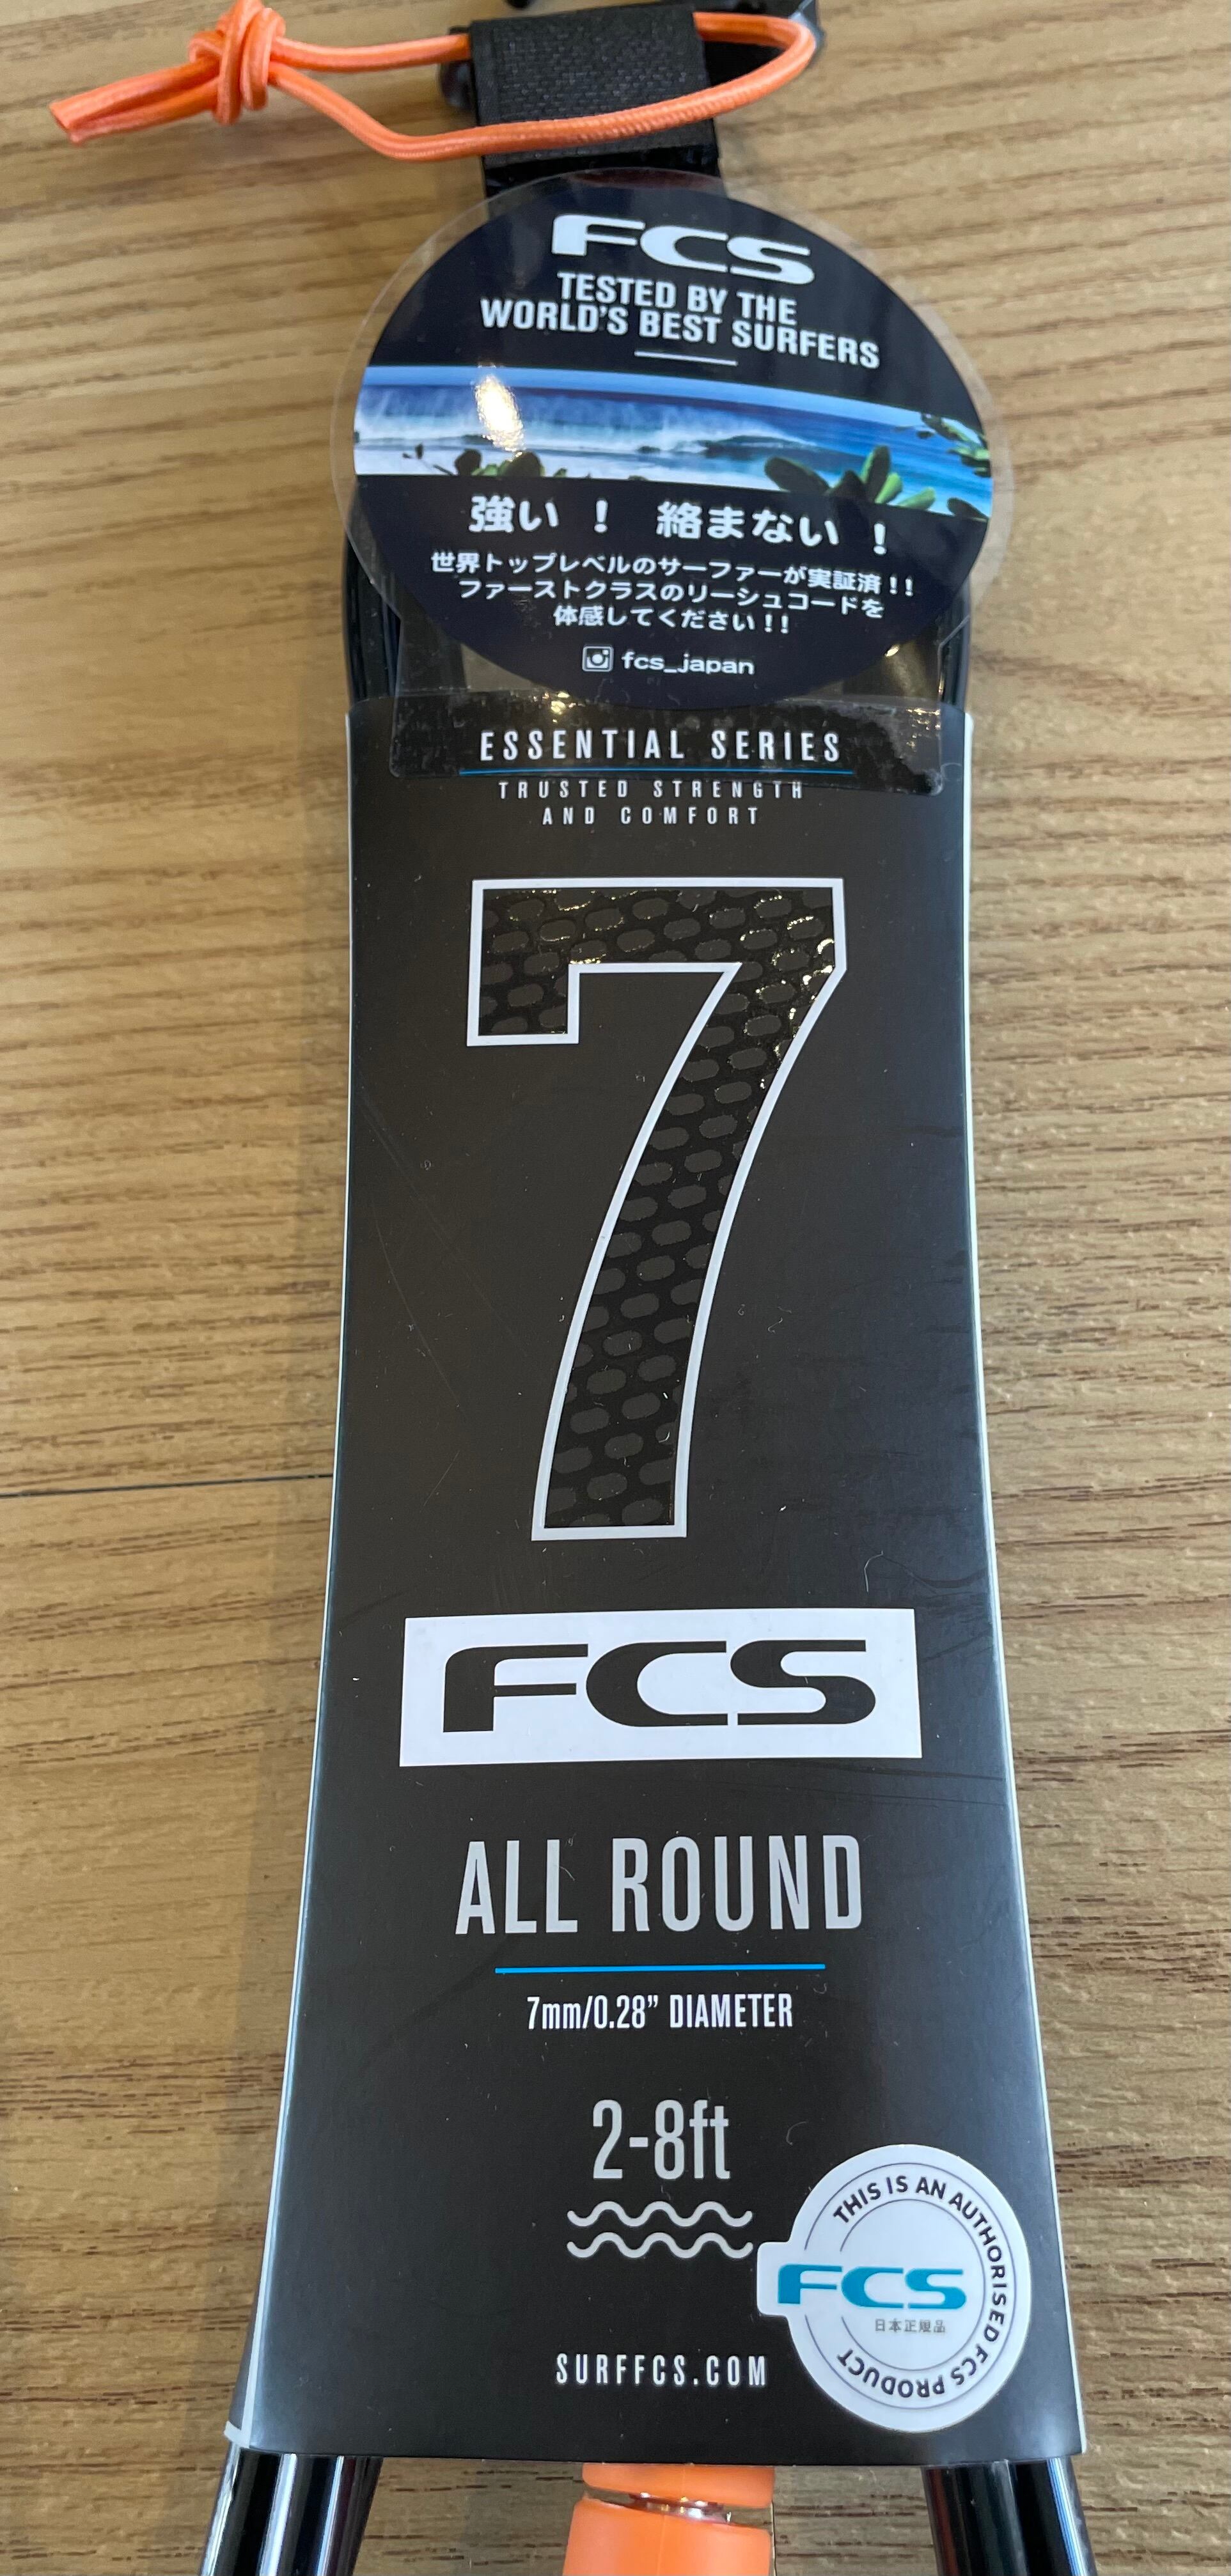 FCS
TESTED BY THE
WORLD'S BEST SURFERS
強い ！ 絡まない ！
世界トップレベルのサーファーが実証済！！
ファーストクラスのリーシュコードを
体感してください！！
fcs_japan
ESSENTIAL SERIES
TRUSTED STRENGTH
AND COMFORT
7
FCS
ALL ROUND
7mm/0.28” DIAMETER
2-8ft
THIS IS AN AUTHORISED FCS PRODUCT
FCS
日本正規品
SURFFCS.COM